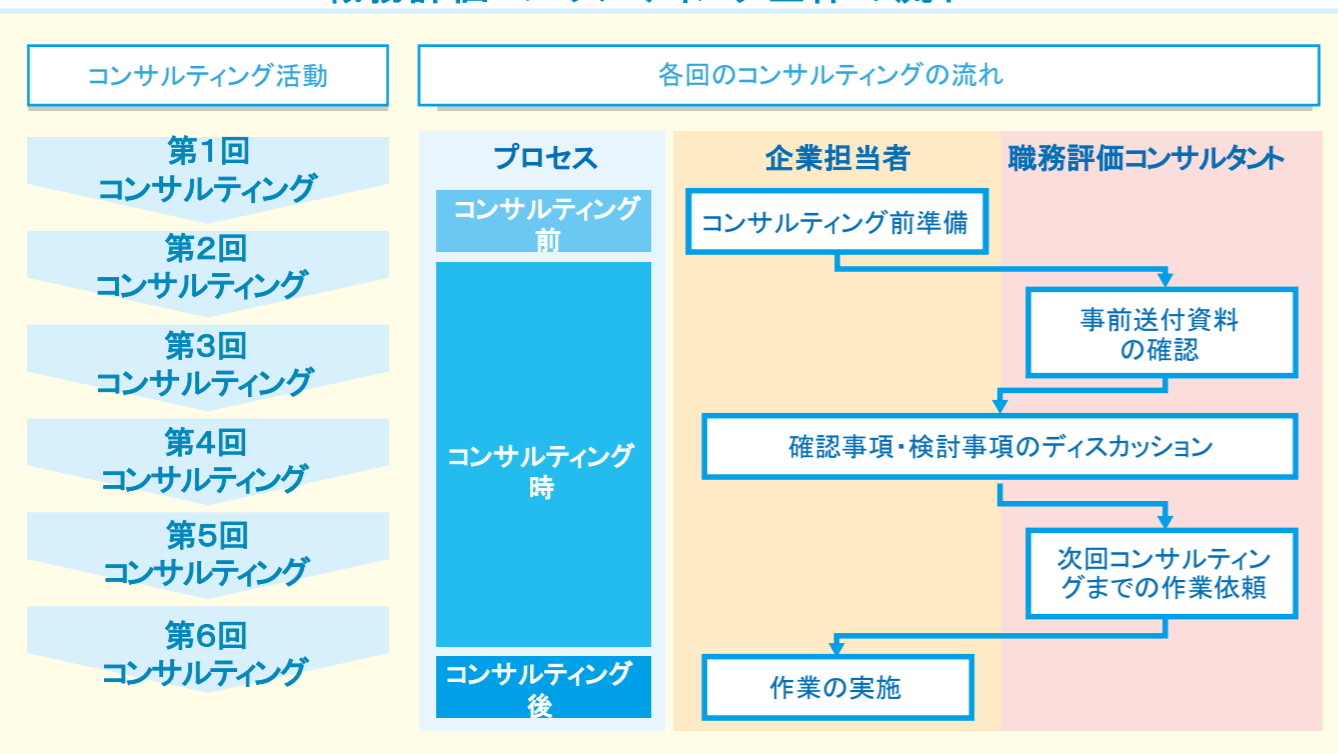 コンサルティング活動
各回のコンサルティングの流れ
第1回
コンサルティング
第2回
コンサルティング
第3回
コンサルティング
第4回
コンサルティング
第5回
コンサルティング
第6回
コンサルティング
プロセス
企業担当者
職務評価コンサルタント
コンサルティング
前
コンサルティング前準備
事前送付資料
の確認
コンサルティング
時
確認事項・検討事項のディスカッション
次回コンサルティン
グまでの作業依頼
コンサルティング
後
作業の実施